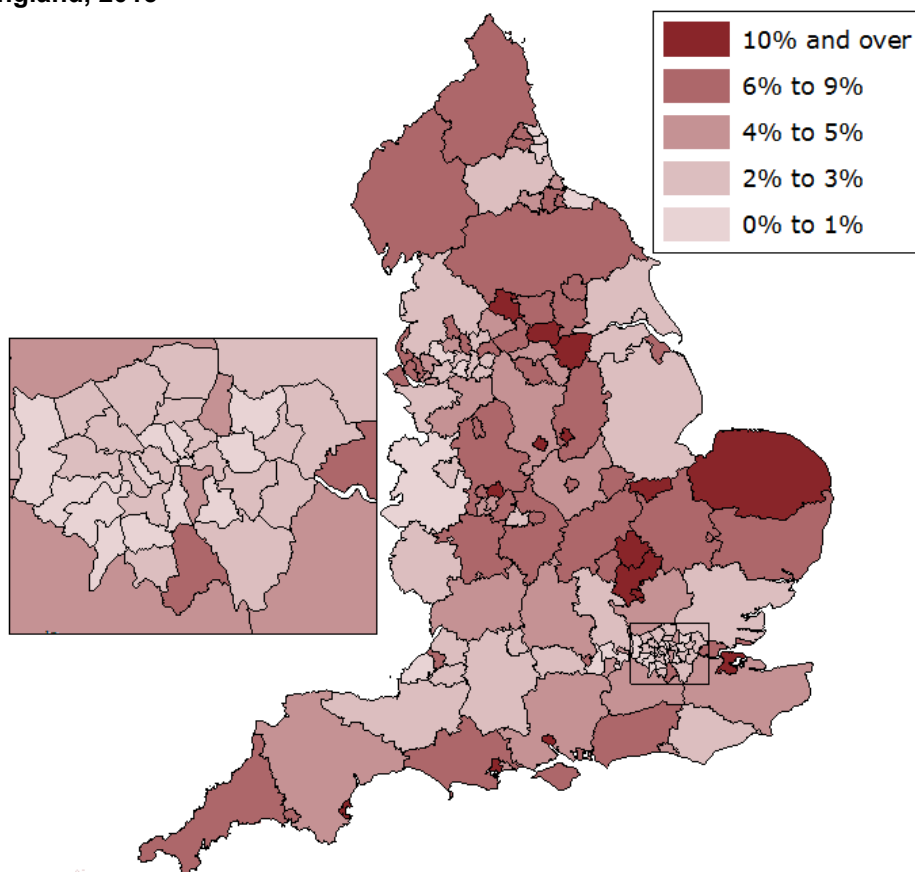 10% and over
6% to 9%
4% to 5%
2% to 3%
0% to 1%